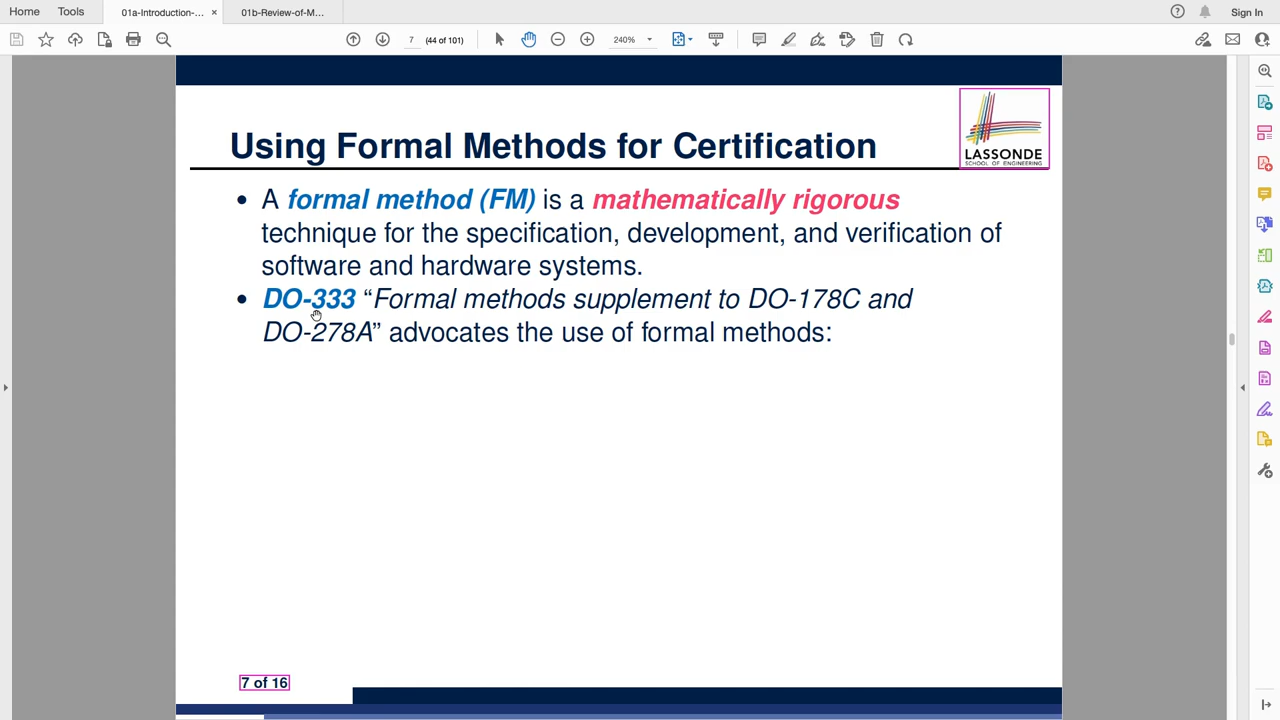 Home Tools 01a-Introduction-... × 01b-Review-of-M... Sign In
7 (44 of 101) 240%
LASSONDE
SCHOOL OF ENGINEERING
Using Formal Methods for Certification
• A formal method (FM) is a mathematically rigorous
technique for the specification, development, and verification of
software and hardware systems.
• DO-333 “Formal methods supplement to DO-178C and
DO-278A” advocates the use of formal methods:
7 of 16